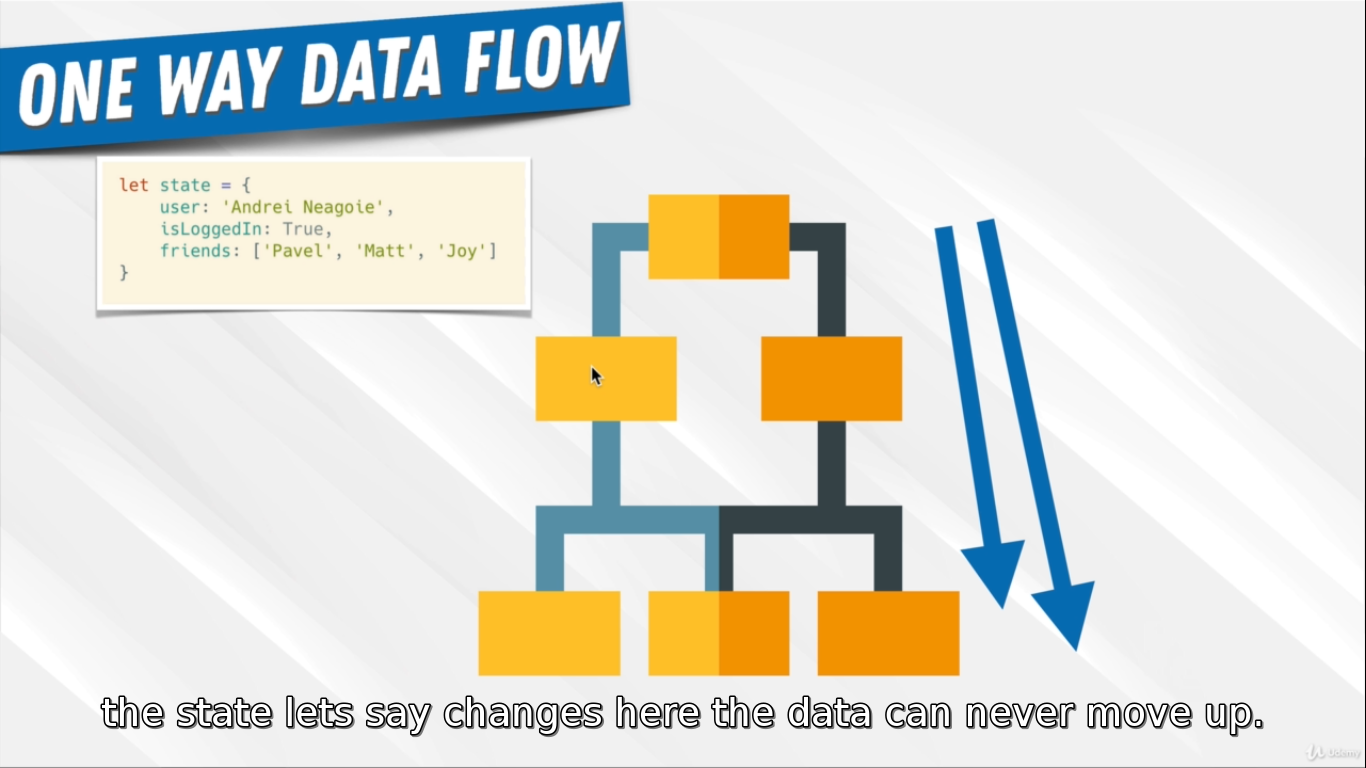 ONE WAY DATA FLOW
let state = {
    user: 'Andrei Neagoie',
    isLoggedIn: True,
    friends: ['Pavel', 'Matt', 'Joy']
}
the state lets say changes here the data can never move up.
Udemy